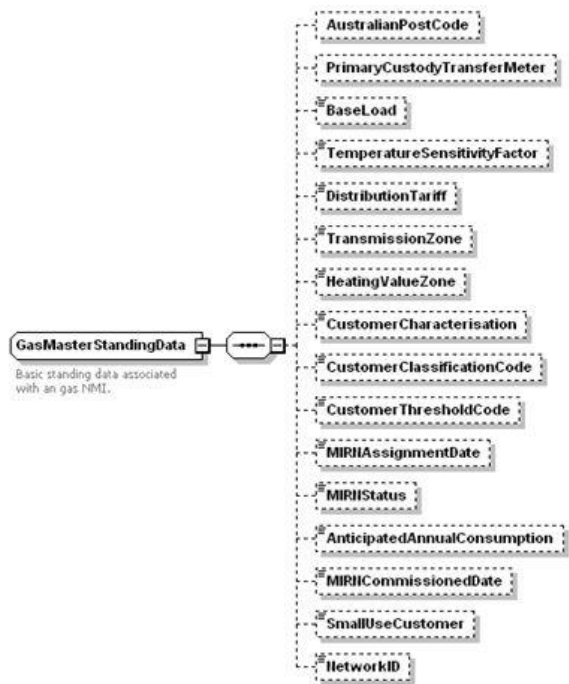 AustralianPostCode
PrimaryCustodyTransferMeter
BaseLoad
TemperatureSensitivityFactor
DistributionTariff
TransmissionZone
HeatingValueZone
CustomerCharacterisation
GasMasterStandingData
Basic standing data associated
with an gas NMI.
CustomerClassificationCode
CustomerThresholdCode
MIRNAssignmentDate
MIRNStatus
AnticipatedAnnualConsumption
MIRNCommissionedDate
SmallUseCustomer
NetworkID